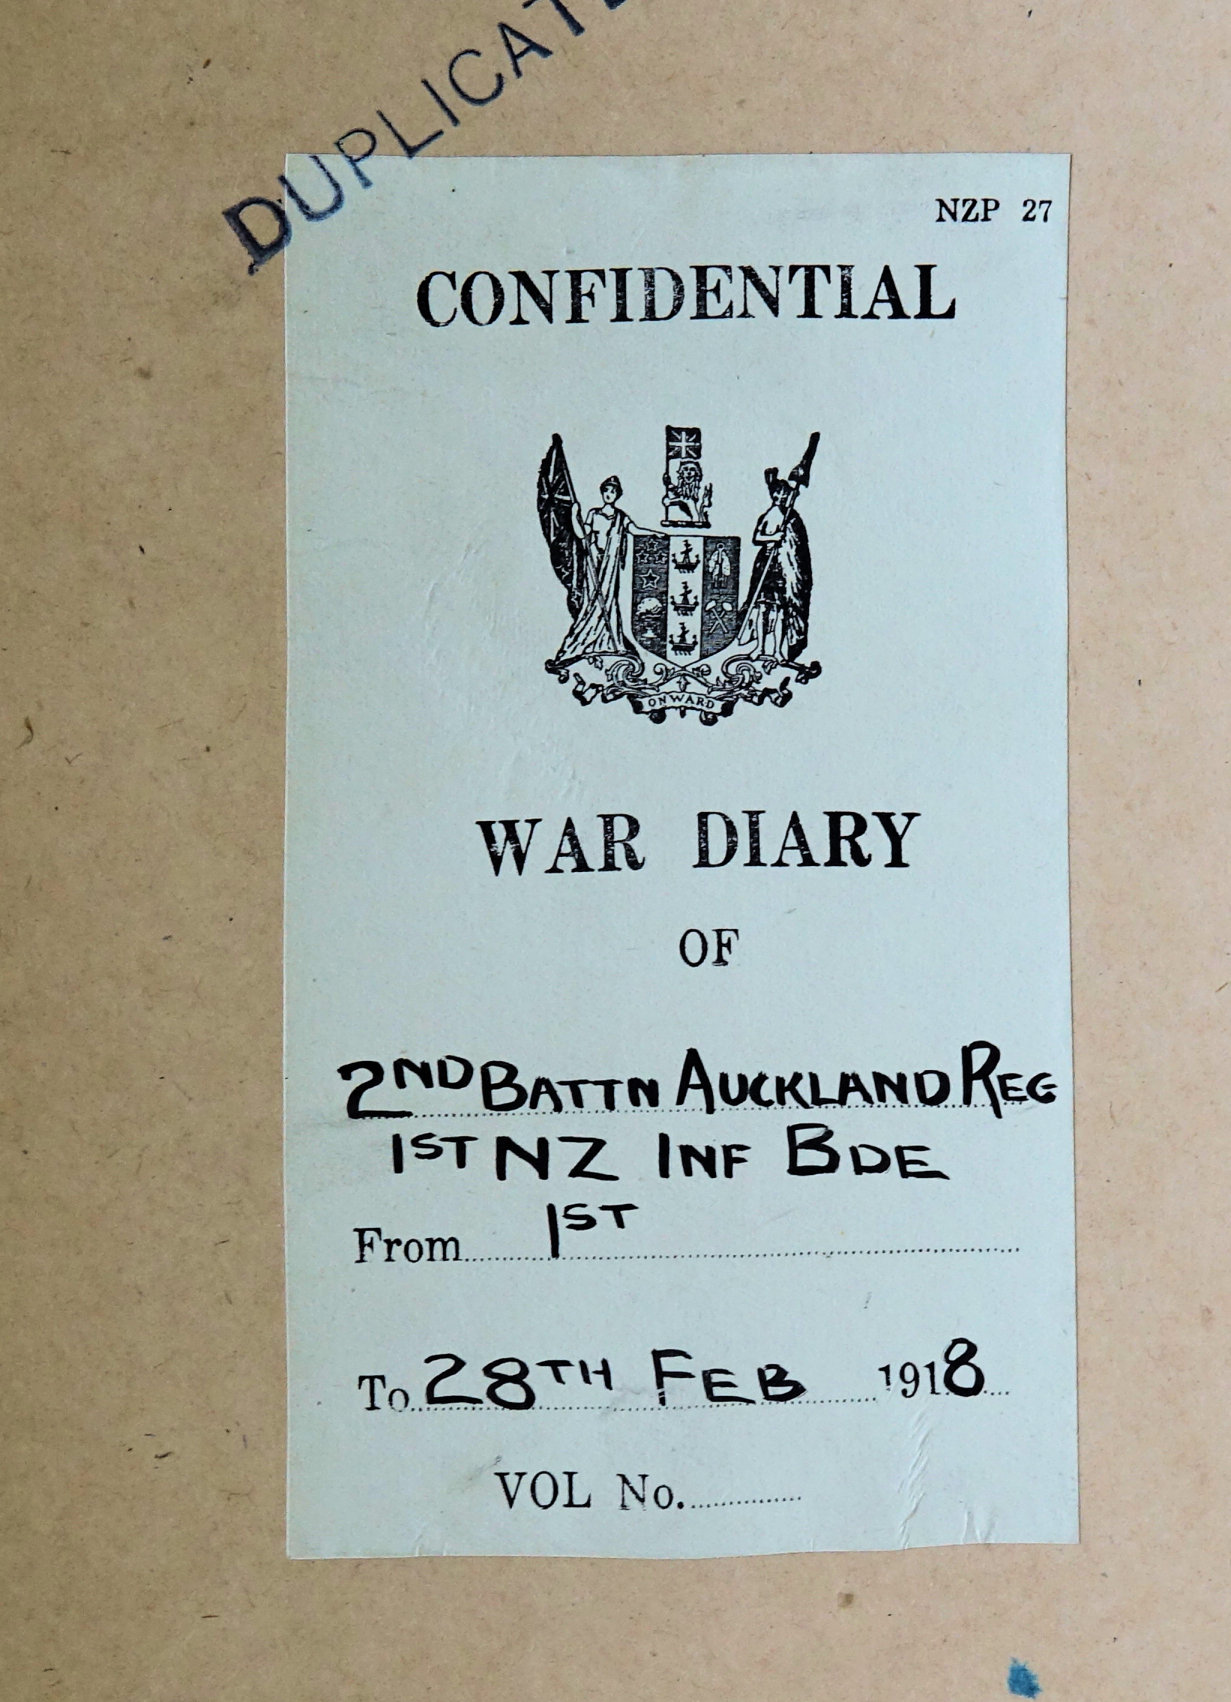 DUPLICATE
NZP 27
CONFIDENTIAL
ONWARD
WAR DIARY
OF
2ND BATTN AUCKLAND REG
1ST NZ INF BDE
From 1ST
To 28TH FEB 1918
VOL No.